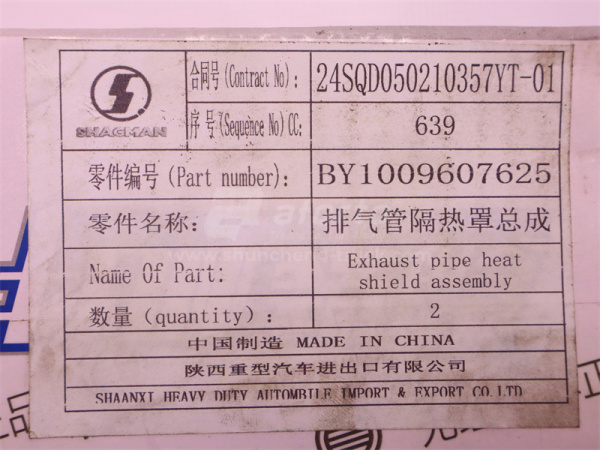 SHACMAN
合同号(Contract No):
24SQD050210357YT-01
序号(Sequence No)CC:
639
零件编号(Part number):
BY1009607625
零件名称:
排气管隔热罩总成
Name Of Part:
Exhaust pipe heat
shield assembly
数量(quantity):
2
中国制造 MADE IN CHINA
陕西重型汽车进出口有限公司
SHAANXI HEAVY DUTY AUTOMBILE IMPORT & EXPORT CO.LTD
正品